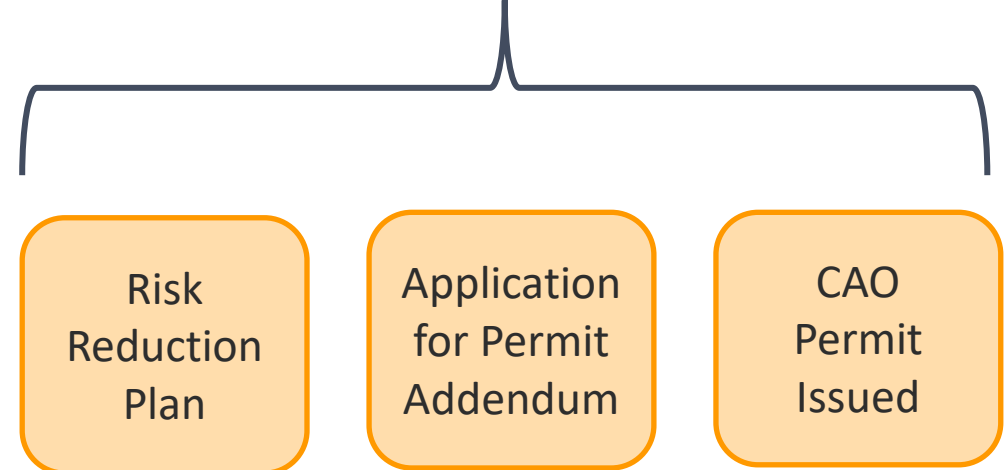 Risk
Reduction
Plan
Application
for Permit
Addendum
CAO
Permit
Issued